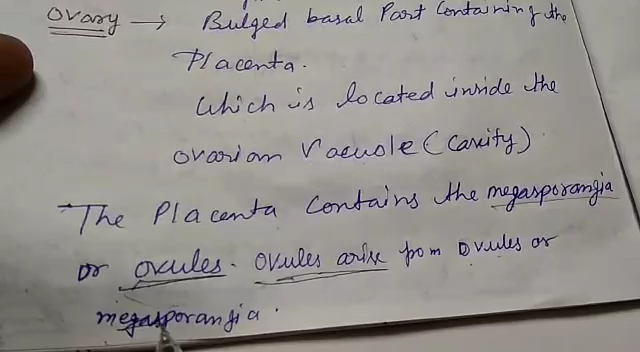 Ovary → Bulged basal Part Containing the
Placenta.
Which is located inside the
ovarian Vacuole (Cavity)
The Placenta Contains the megasporangia
or ovules. Ovules arise from Ovules or
megasporangia.